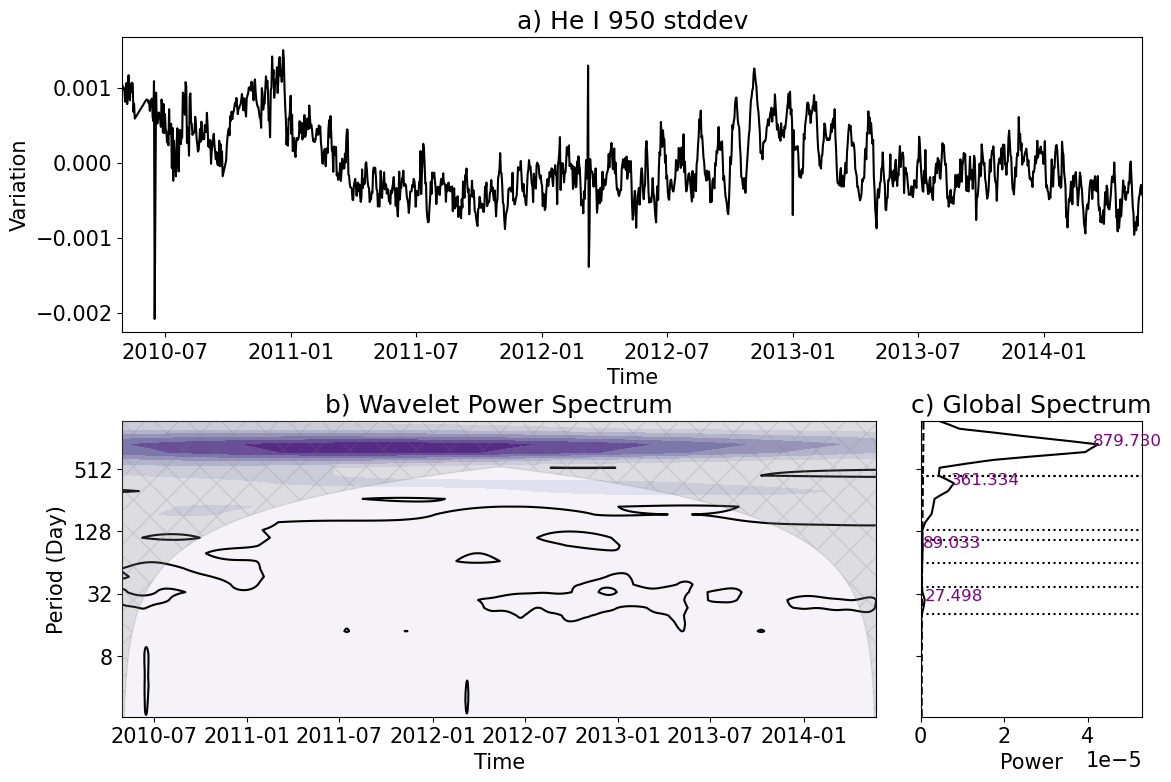 a) He I 950 stddev
Variation
0.001
0.000
−0.001
−0.002
2010-07 2011-01 2011-07 2012-01 2012-07 2013-01 2013-07 2014-01
Time
b) Wavelet Power Spectrum
Period (Day)
512
128
32
8
2010-07 2011-01 2011-07 2012-01 2012-07 2013-01 2013-07 2014-01
Time
c) Global Spectrum
879.730
361.334
89.033
27.498
0 2 4
Power 1e−5